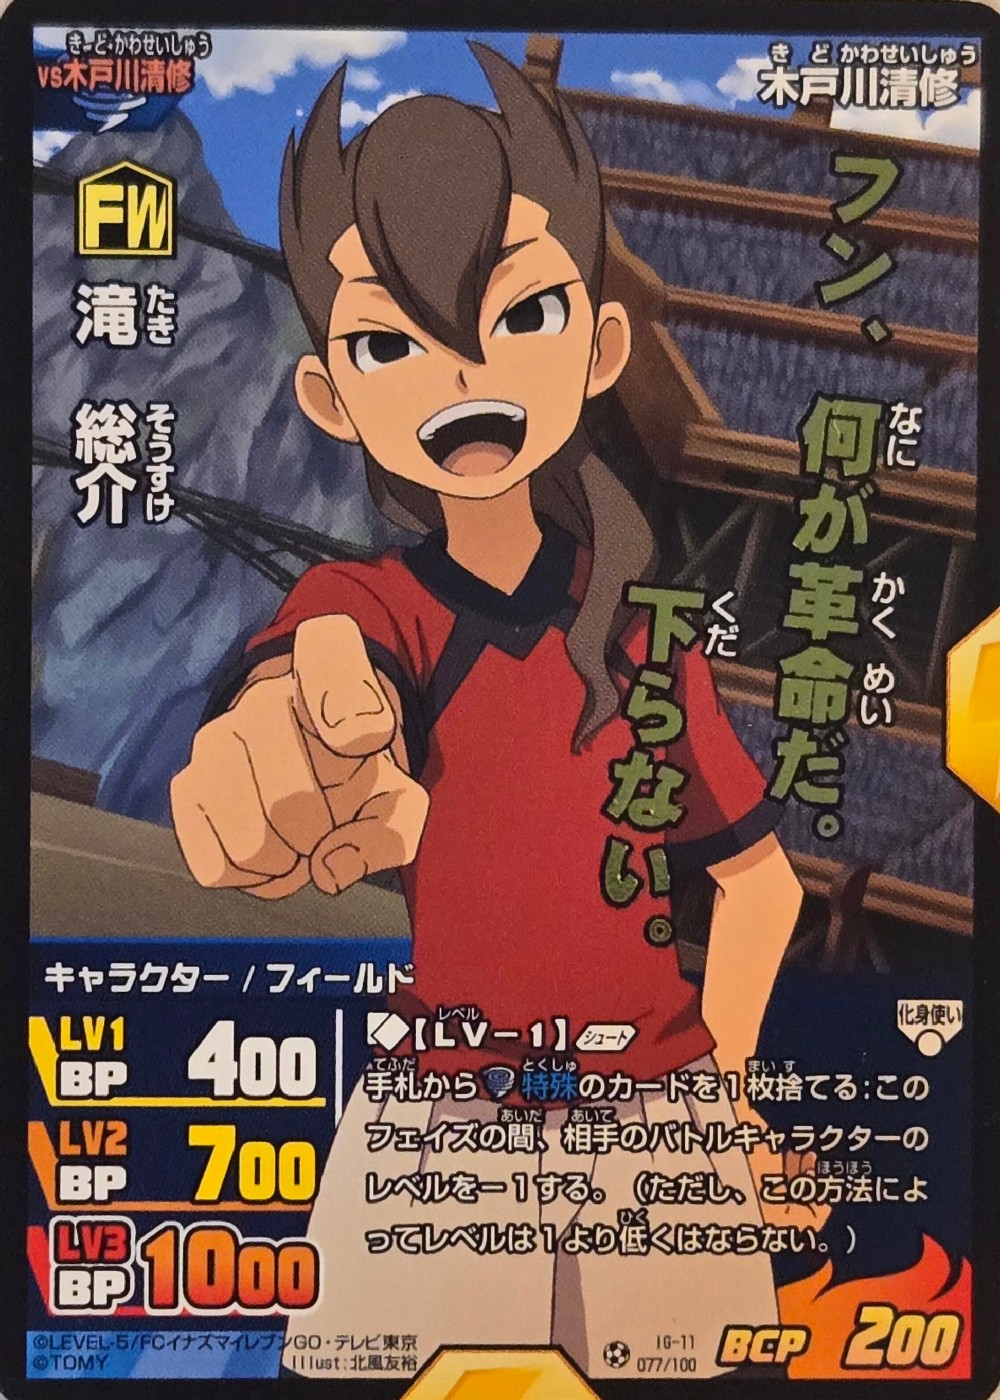 きどかわせいしゅう
vs木戸川清修
きどかわせいしゅう
木戸川清修
FW
滝 総介
たき そうすけ
フン、
何が革命だ。
なに かくめい
下らない。
くだ
キャラクター / フィールド
LV1
BP 400
LV2
BP 700
LV3
BP 1000
レベル
【LV－1】 シュート
化身使い
てふだ とくしゅ まいす
手札から特殊のカードを1枚捨てる：この
あいだ あいて
フェイズの間、相手のバトルキャラクターの
ほうほう
レベルを－1する。（ただし、この方法によ
ひく
ってレベルは1より低くはならない。）
©LEVEL-5/FCイナズマイレブンGO・テレビ東京
©TOMY Illust:北風友裕
IG-11
077/100
BCP 200